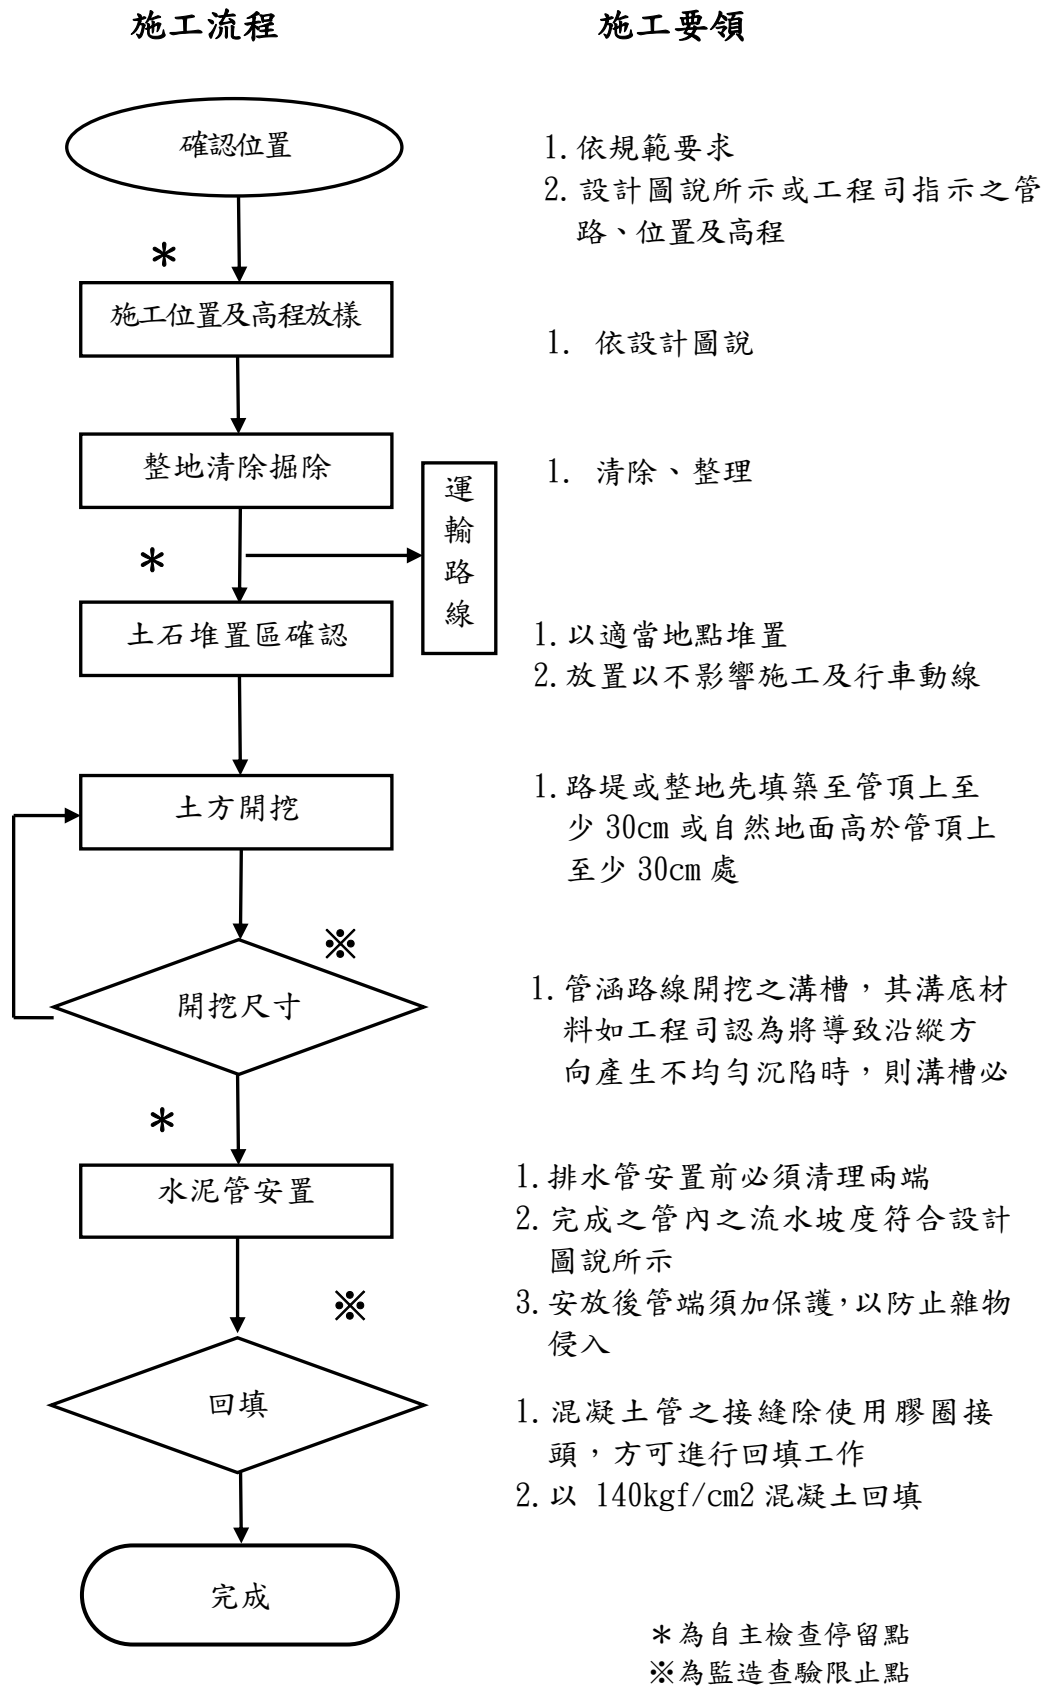 施工流程
施工要領
確認位置
1.依規範要求
2.設計圖說所示或工程司指示之管
路、位置及高程
＊
施工位置及高程放樣
1. 依設計圖說
整地清除掘除
1. 清除、整理
運
輸
路
線
＊
土石堆置區確認
1.以適當地點堆置
2.放置以不影響施工及行車動線
土方開挖
1.路堤或整地先填築至管頂上至
少 30cm 或自然地面高於管頂上
至少 30cm 處
※
開挖尺寸
1.管涵路線開挖之溝槽，其溝底材
料如工程司認為將導致沿縱方
向產生不均勻沉陷時，則溝槽必
＊
水泥管安置
1.排水管安置前必須清理兩端
2.完成之管內之流水坡度符合設計
圖說所示
3.安放後管端須加保護，以防止雜物
侵入
※
回填
1.混凝土管之接縫除使用膠圈接
頭，方可進行回填工作
2.以 140kgf/cm2 混凝土回填
完成
＊為自主檢查停留點
※為監造查驗限止點